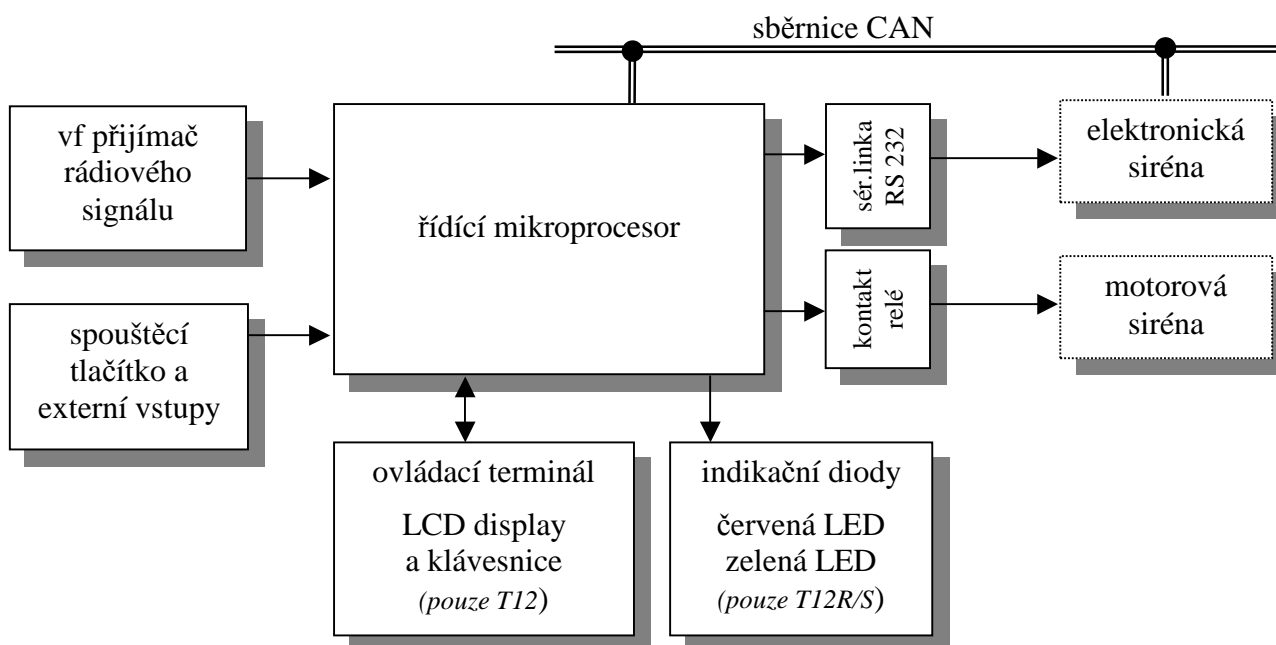 sběrnice CAN
vf přijímač
rádiového
signálu
řídící mikroprocesor
sér.linka
RS 232
elektronická
siréna
spouštěcí
tlačítko a
externí vstupy
kontakt
relé
motorová
siréna
ovládací terminál
LCD display
a klávesnice
(pouze T12)
indikační diody
červená LED
zelená LED
(pouze T12R/S)